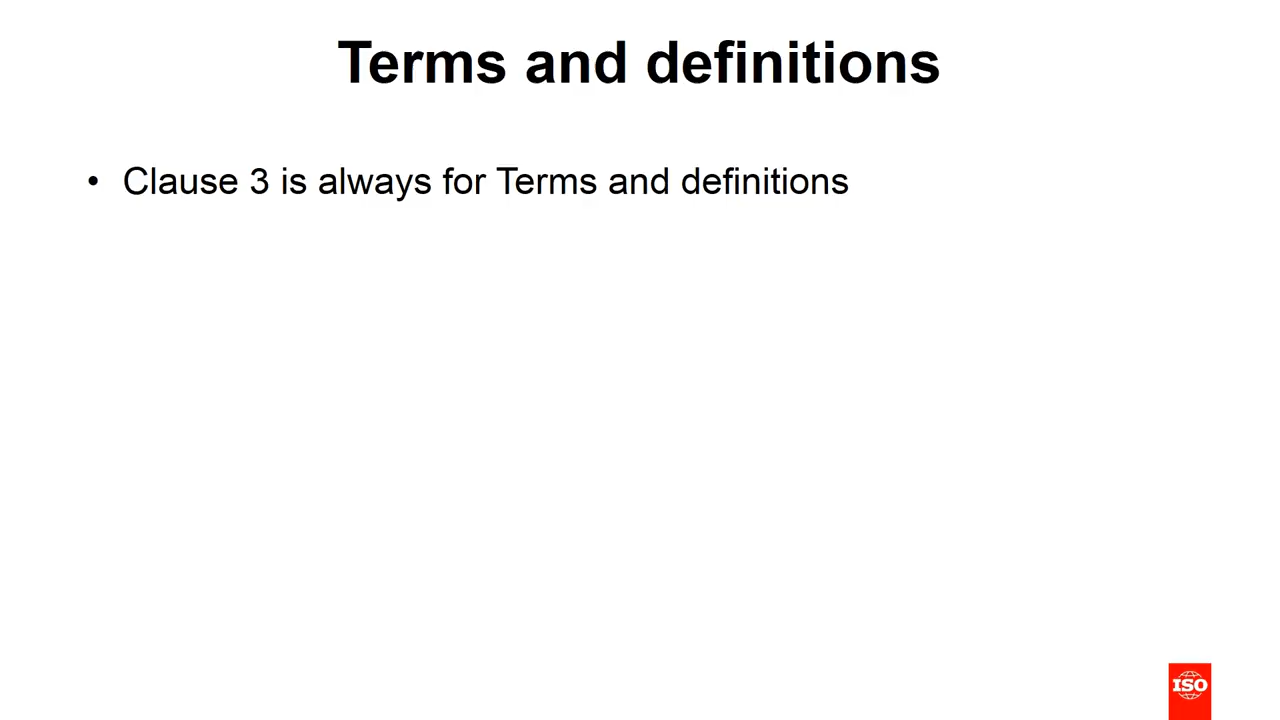 Terms and definitions
• Clause 3 is always for Terms and definitions
ISO